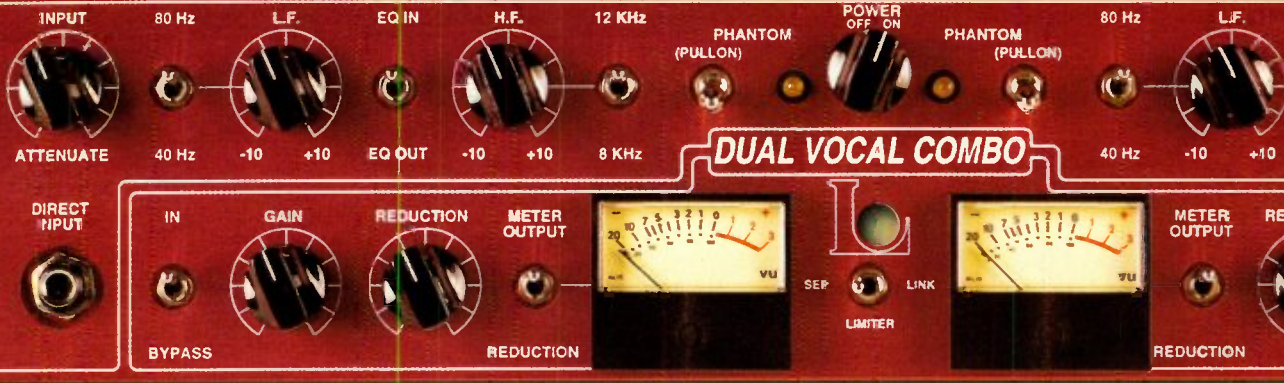 INPUT
80 Hz
L.F.
EQ IN
H.F.
12 KHz
PHANTOM
(PULLON)
POWER
OFF ON
PHANTOM
(PULLON)
80 Hz
L.F.
ATTENUATE
40 Hz
-10 +10
EQ OUT
-10 +10
8 KHz
DUAL VOCAL COMBO
40 Hz
-10 +10
DIRECT
INPUT
IN
GAIN
REDUCTION
METER
OUTPUT
- +
20 10 7 5 3 2 1 0 1 2 3
VU
L
SEP LINK
LIMITER
- +
20 10 7 5 3 2 1 0 1 2 3
VU
METER
OUTPUT
RE
BYPASS
REDUCTION
REDUCTION